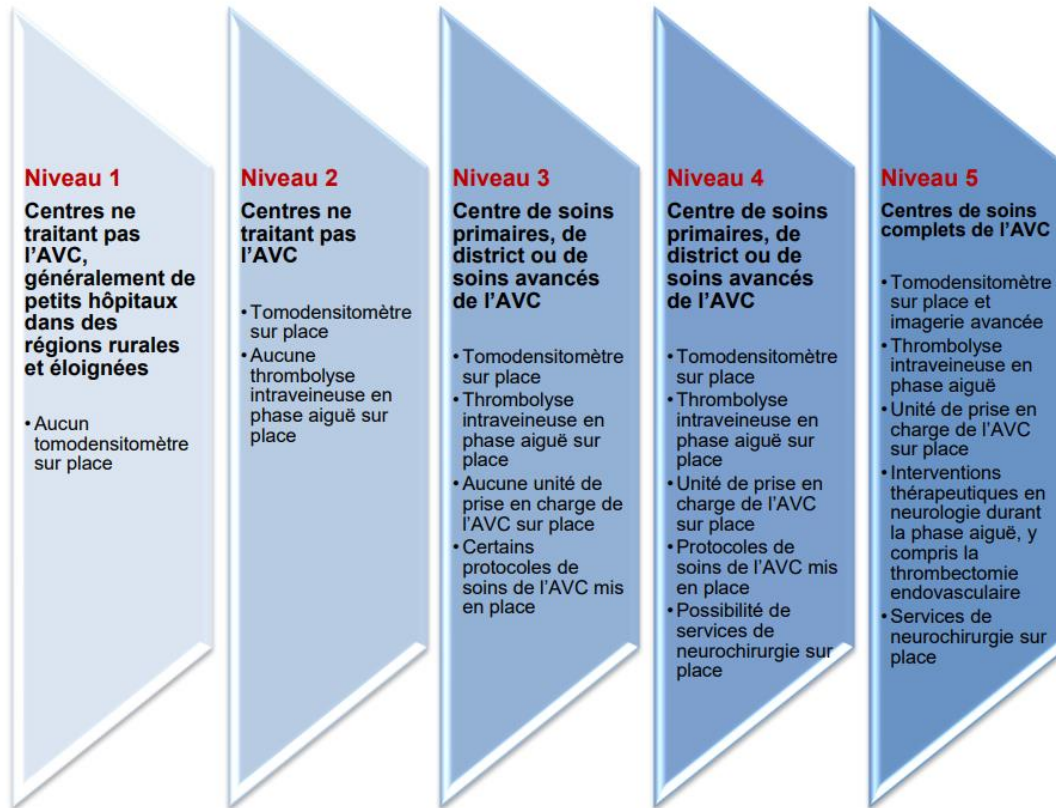 Niveau 1
Centres ne
traitant pas
l'AVC,
généralement de
petits hôpitaux
dans des
régions rurales
et éloignées
• Aucun
tomodensitomètre
sur place
Niveau 2
Centres ne
traitant pas
l'AVC
• Tomodensitomètre
sur place
• Aucune
thrombolyse
intraveineuse en
phase aiguë sur
place
Niveau 3
Centre de soins
primaires, de
district ou de
soins avancés
de l'AVC
• Tomodensitomètre
sur place
• Thrombolyse
intraveineuse en
phase aiguë sur
place
• Aucune unité de
prise en charge de
l'AVC sur place
• Certains
protocoles de
soins de l'AVC mis
en place
Niveau 4
Centre de soins
primaires, de
district ou de
soins avancés
de l'AVC
• Tomodensitomètre
sur place
• Thrombolyse
intraveineuse en
phase aiguë sur
place
• Unité de prise en
charge de l'AVC
sur place
• Protocoles de
soins de l'AVC mis
en place
• Possibilité de
services de
neurochirurgie sur
place
Niveau 5
Centres de soins
complets de l'AVC
• Tomodensitomètre
sur place et
imagerie avancée
• Thrombolyse
intraveineuse en
phase aiguë
• Unité de prise en
charge de l'AVC
sur place
• Interventions
thérapeutiques en
neurologie durant
la phase aiguë, y
compris la
thrombectomie
endovasculaire
• Services de
neurochirurgie sur
place